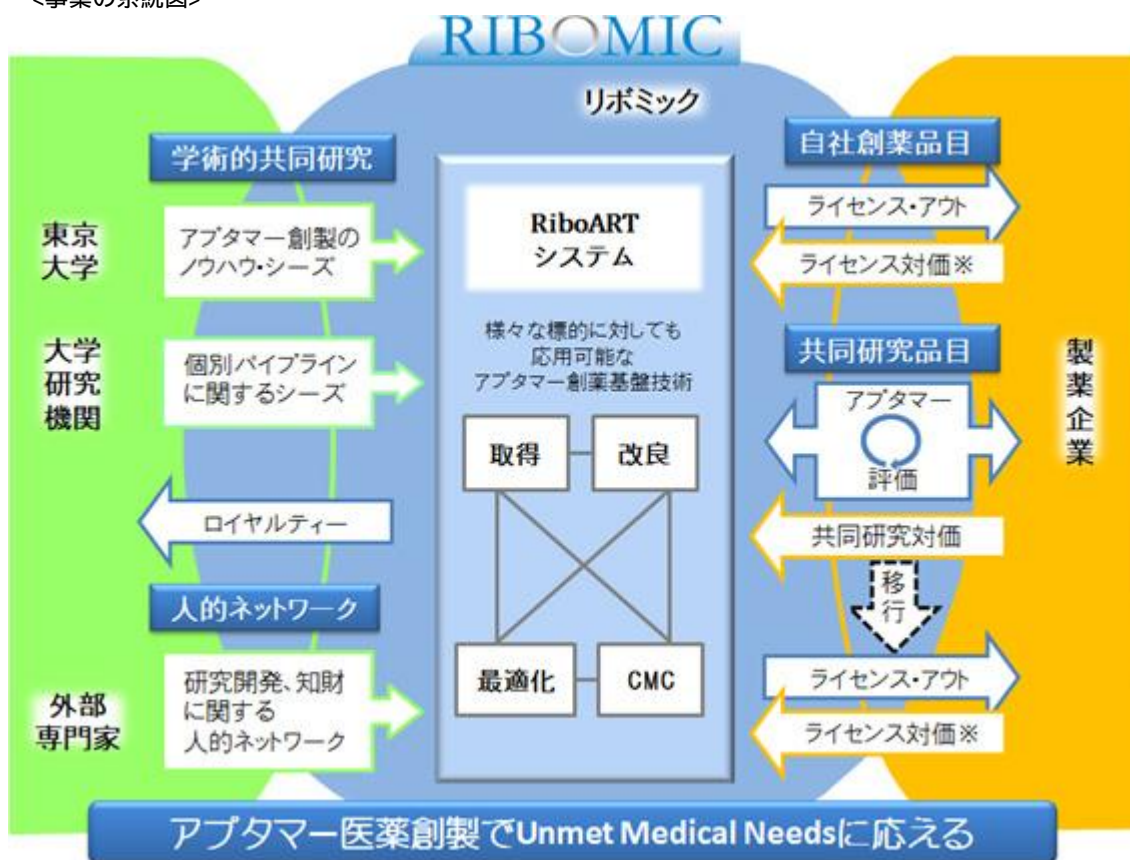 <事業の系統図>
RIBOMIC
リボミック
学術的共同研究
東京
大学
アプタマー創製の
ノウハウ・シーズ
大学
研究
機関
個別パイプライン
に関するシーズ
ロイヤルティー
人的ネットワーク
外部
専門家
研究開発、知財
に関する
人的ネットワーク
RiboART
システム
様々な標的に対しても
応用可能な
アプタマー創薬基盤技術
取得
改良
最適化
CMC
自社創薬品目
ライセンス・アウト
ライセンス対価※
共同研究品目
アプタマー
評価
共同研究対価
移行
ライセンス・アウト
ライセンス対価※
製薬企業
アプタマー医薬創製でUnmet Medical Needsに応える